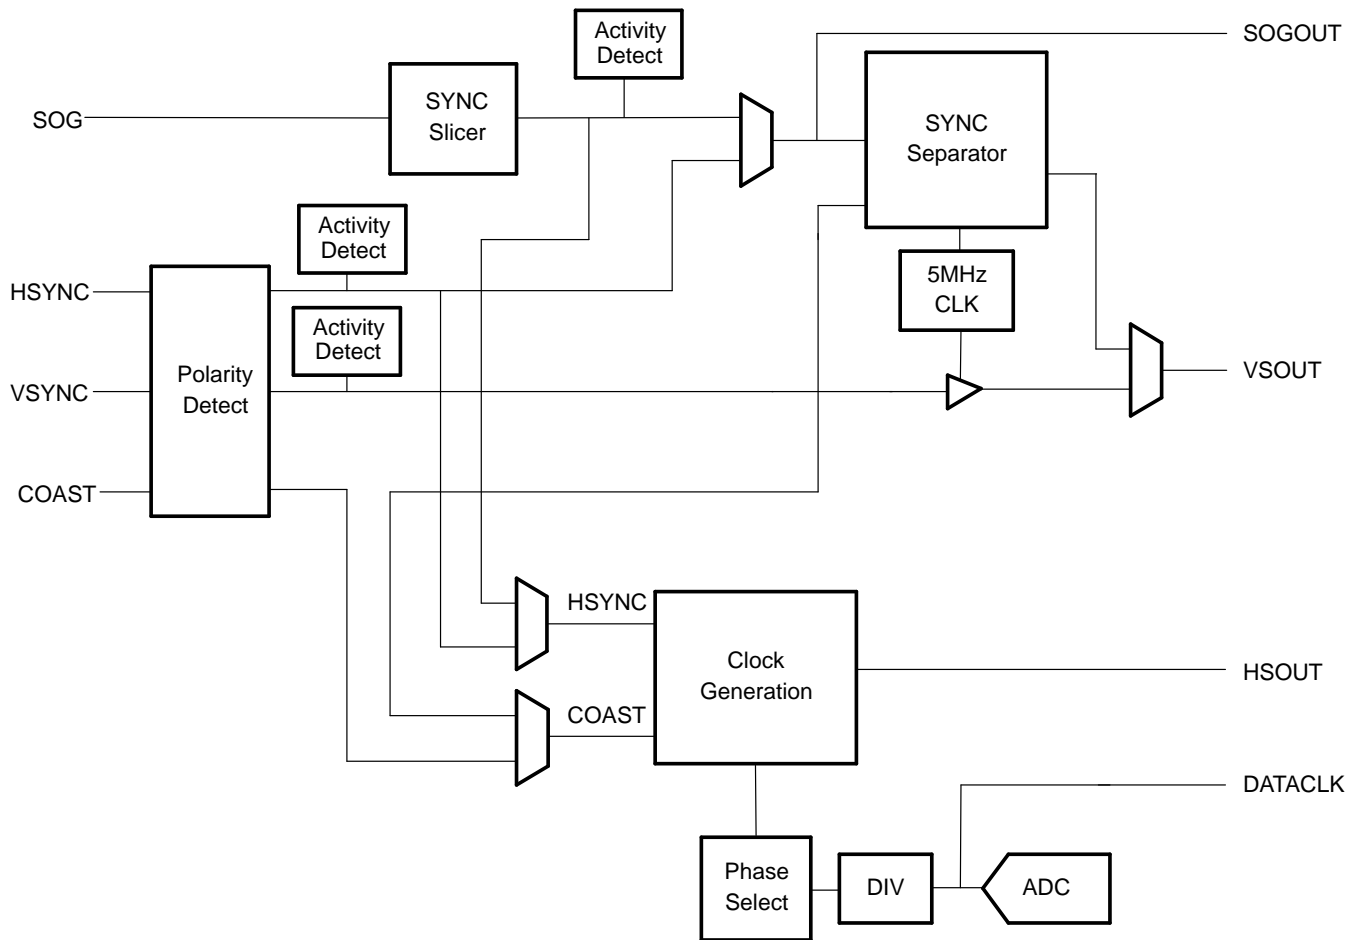 Activity
Detect
SOGOUT
SYNC
Slicer
SOG
SYNC
Separator
Activity
Detect
HSYNC
5MHz
CLK
Activity
Detect
VSYNC
Polarity
Detect
VSOUT
COAST
HSYNC
Clock
Generation
HSOUT
COAST
DATACLK
Phase
Select
DIV
ADC